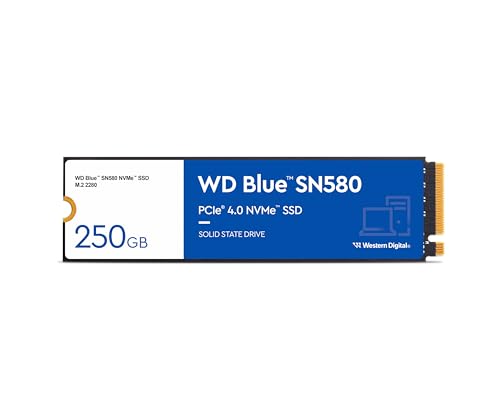 WD Blue™ SN580 NVMe™ SSD
M.2 2280
250GB
WD Blue™ SN580
PCIe® 4.0 NVMe™ SSD
SOLID STATE DRIVE
Western Digital®